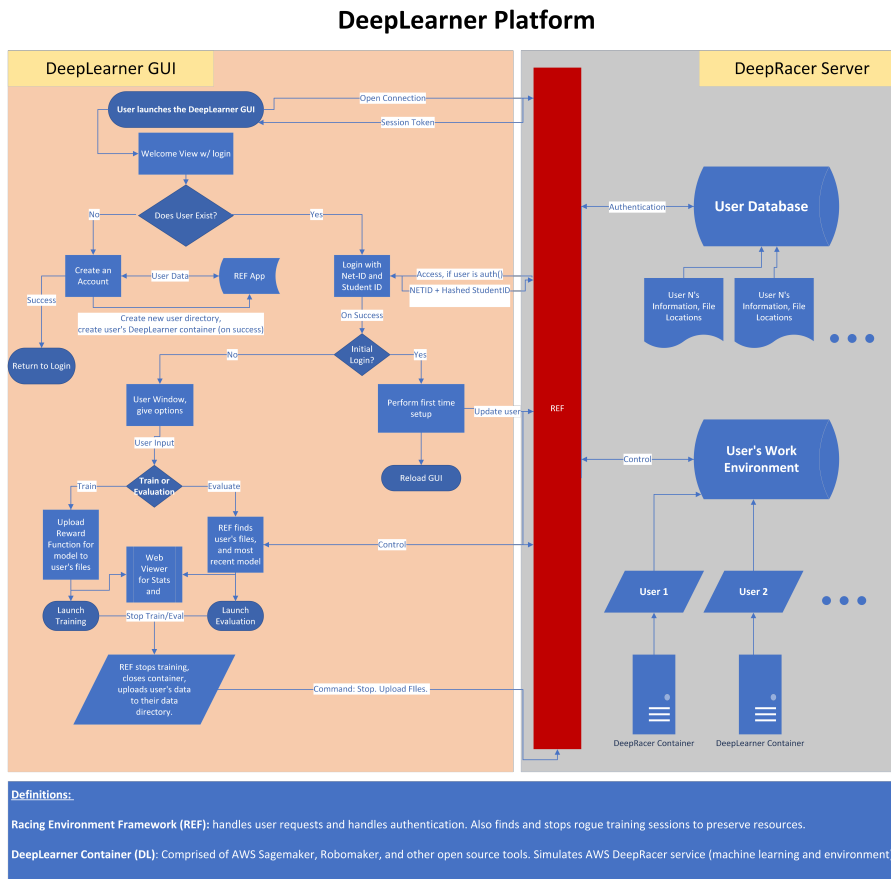 DeepLearner Platform
DeepLearner GUI
DeepRacer Server
User launches the DeepLearner GUI
Open Connection
Session Token
Welcome View w/ login
Does User Exist?
No
Yes
Create an
Account
User Data
REF App
Login with
Net-ID and
Student ID
Access, if user is auth()
NETID + Hashed StudentID
Success
Create new user directory,
create user's DeepLearner container (on success)
On Success
Return to Login
Initial
Login?
No
Yes
User Window,
give options
Perform first time
setup
Update user
User Input
Reload GUI
Train or
Evaluation
Train
Evaluate
Upload
Reward
Function for
model to
user's files
REF finds
user's files,
and most
recent model
Control
Web
Viewer
for Stats
and
Launch
Training
Stop Train/Eval
Launch
Evaluation
REF stops training,
closes container,
uploads user's data
to their data
directory.
Command: Stop. Upload FIles.
REF
Authentication
User Database
User N's
Information, File
Locations
User N's
Information, File
Locations
Control
User's Work
Environment
User 1
User 2
DeepRacer Container
DeepLearner Container
Definitions:
Racing Environment Framework (REF): handles user requests and handles authentication. Also finds and stops rogue training sessions to preserve resources.
DeepLearner Container (DL): Comprised of AWS Sagemaker, Robomaker, and other open source tools. Simulates AWS DeepRacer service (machine learning and environment